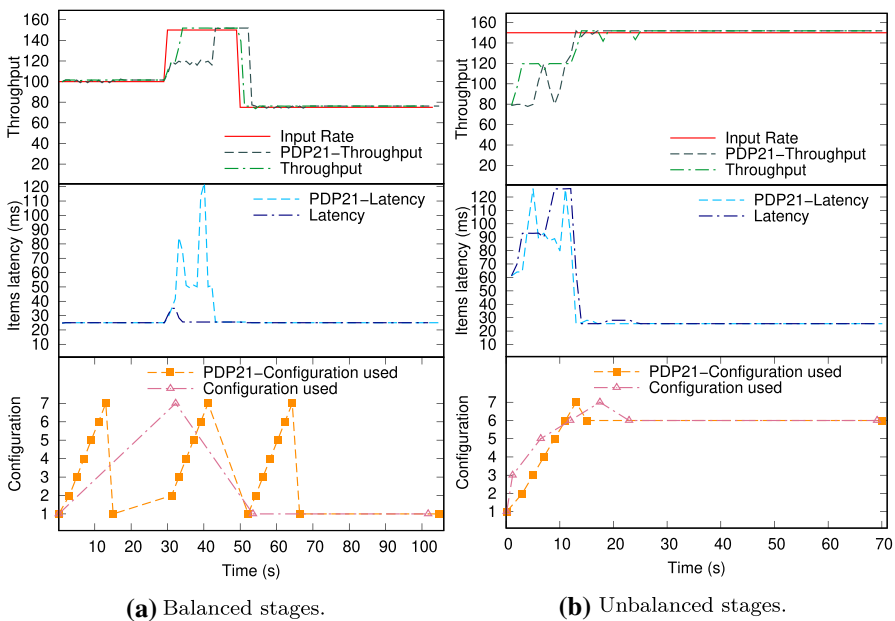 Throughput
160
140
120
100
80
60
40
20
Input Rate
PDP21-Throughput
Throughput
Items latency (ms)
120
110
100
90
80
70
60
50
40
30
20
10
PDP21-Latency
Latency
Configuration
7
6
5
4
3
2
1
PDP21-Configuration used
Configuration used
10 20 30 40 50 60 70 80 90 100
Time (s)
(a) Balanced stages.
Throughput
160
140
120
100
80
60
40
20
Input Rate
PDP21-Throughput
Throughput
Items latency (ms)
130
120
110
100
90
80
70
60
50
40
30
20
10
PDP21-Latency
Latency
Configuration
7
6
5
4
3
2
1
PDP21-Configuration used
Configuration used
0 10 20 30 40 50 60 70
Time (s)
(b) Unbalanced stages.